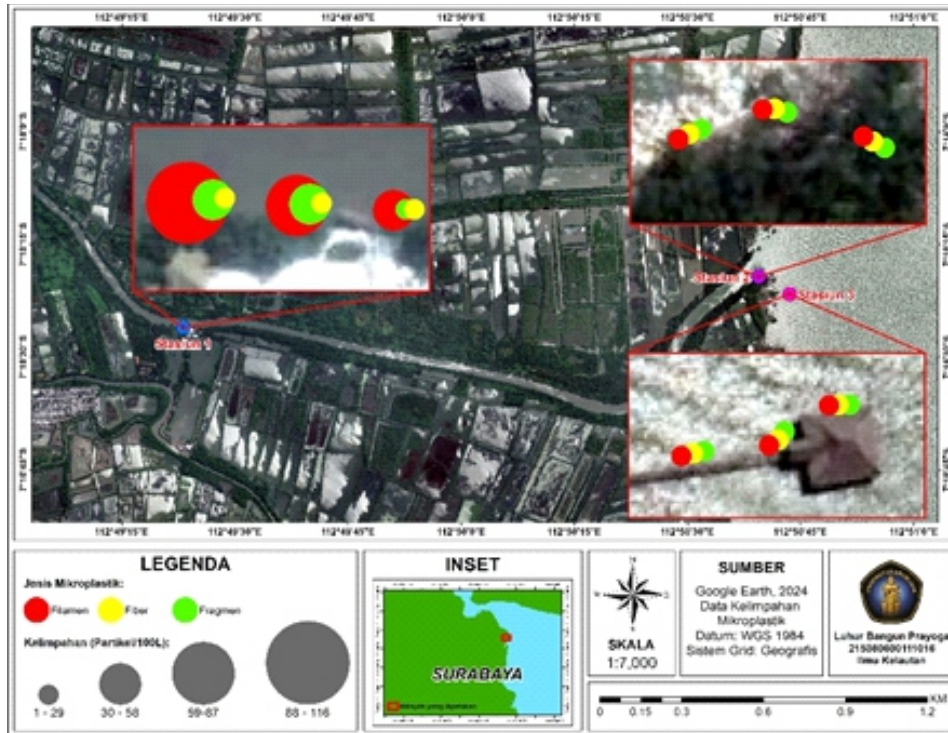 112°49'15"E 112°49'30"E 112°49'45"E 112°50'0"E 112°50'15"E 112°50'30"E 112°50'45"E 112°51'0"E
Stasiun 1
Stasiun 2
Stasiun 3
112°49'15"E 112°49'30"E 112°49'45"E 112°50'0"E 112°50'15"E 112°50'30"E 112°50'45"E 112°51'0"E
LEGENDA
Jenis Mikroplastik:
Filamen Fiber Fragmen
Kelimpahan (Partikel/100L):
1 - 29 30 - 58 59-87 88 - 116
INSET
SURABAYA
Wilayah yang dipetakan
SKALA
1:7,000
SUMBER
Google Earth, 2024
Data Kelimpahan
Mikroplastik
Datum: WGS 1984
Sistem Grid: Geografis
Luhur Bangun Prayoga
215080600111016
Ilmu Kelautan
KM
0 0.15 0.3 0.6 0.9 1.2